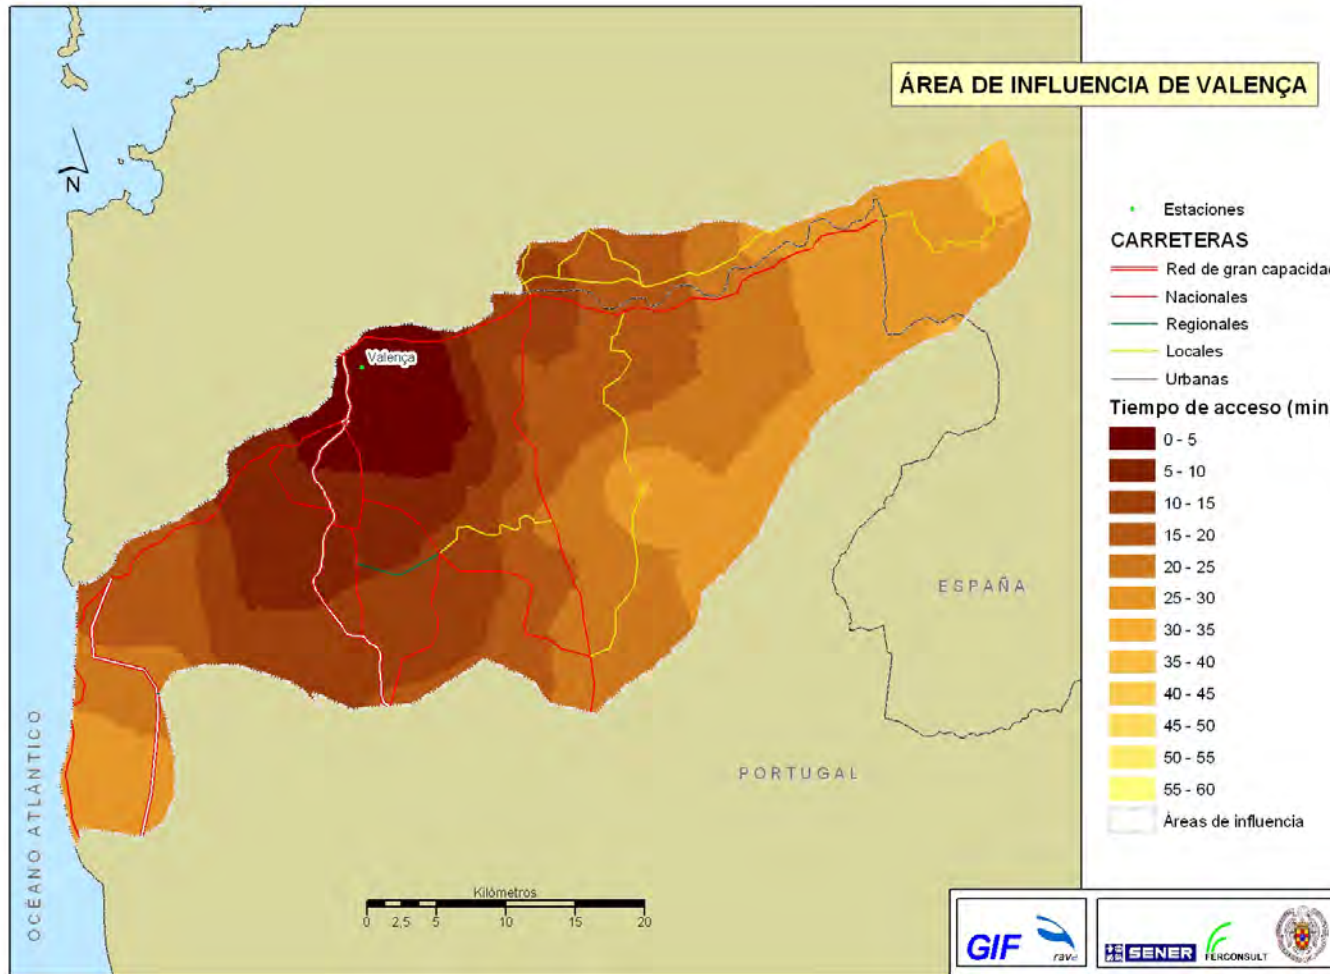 ÁREA DE INFLUENCIA DE VALENÇA
N
Estaciones
CARRETERAS
Red de gran capacidad
Nacionales
Regionales
Locales
Urbanas
Tiempo de acceso (min
0 - 5
5 - 10
10 - 15
15 - 20
20 - 25
25 - 30
30 - 35
35 - 40
40 - 45
45 - 50
50 - 55
55 - 60
Áreas de influencia
Valença
ESPAÑA
PORTUGAL
OCÉANO ATLÁNTICO
Kilómetros
0 2,5 5 10 15 20
GIF
rave
SENER
FERCONSULT